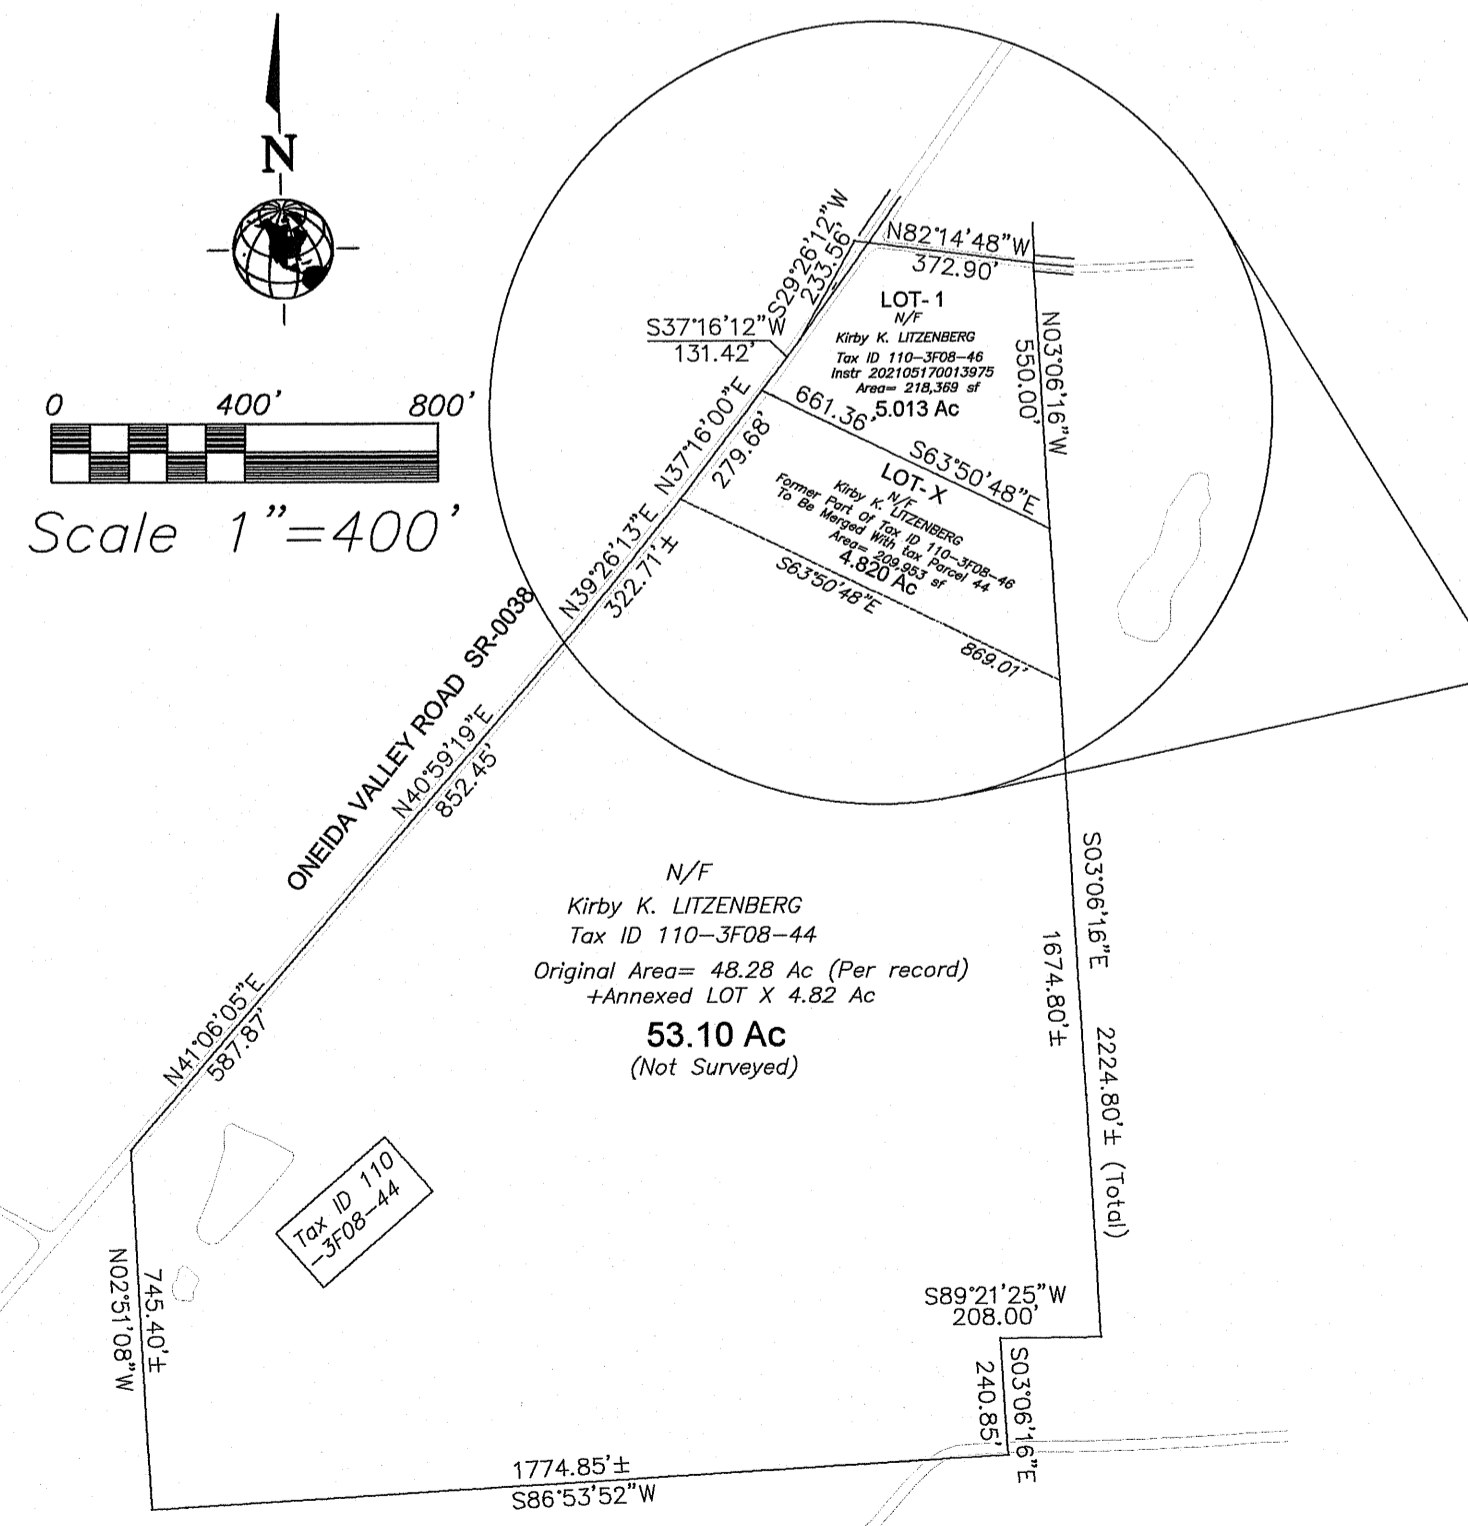 N
0 400' 800'
Scale 1"=400'
S29°26'12"W
233.56'
N82°14'48"W
372.90'
S37°16'12"W
131.42'
LOT-1
N/F
Kirby K. LITZENBERG
Tax ID 110-3F08-46
Instr 202105170013975
Area= 218,369 sf
5.013 Ac
N03°06'16"W
550.00'
661.36'
S63°50'48"E
N37°16'00"E
279.68'
LOT-X
N/F
Kirby K. LITZENBERG
Former Part Of Tax ID 110-3F08-46
To Be Merged With tax Parcel 44
Area= 209,953 sf
4.820 Ac
S63°50'48"E
869.01'
N39°26'13"E
322.71'±
ONEIDA VALLEY ROAD SR-0038
N40°59'19"E
852.45'
N/F
Kirby K. LITZENBERG
Tax ID 110-3F08-44
Original Area= 48.28 Ac (Per record)
+Annexed LOT X 4.82 Ac
53.10 Ac
(Not Surveyed)
S03°06'16"E 2224.80'± (Total)
1674.80'±
N41°06'05"E
587.87'
Tax ID 110
-3F08-44
N02°51'08"W
745.40'±
S89°21'25"W
208.00'
S03°06'16"E
240.85'
1774.85'±
S86°53'52"W